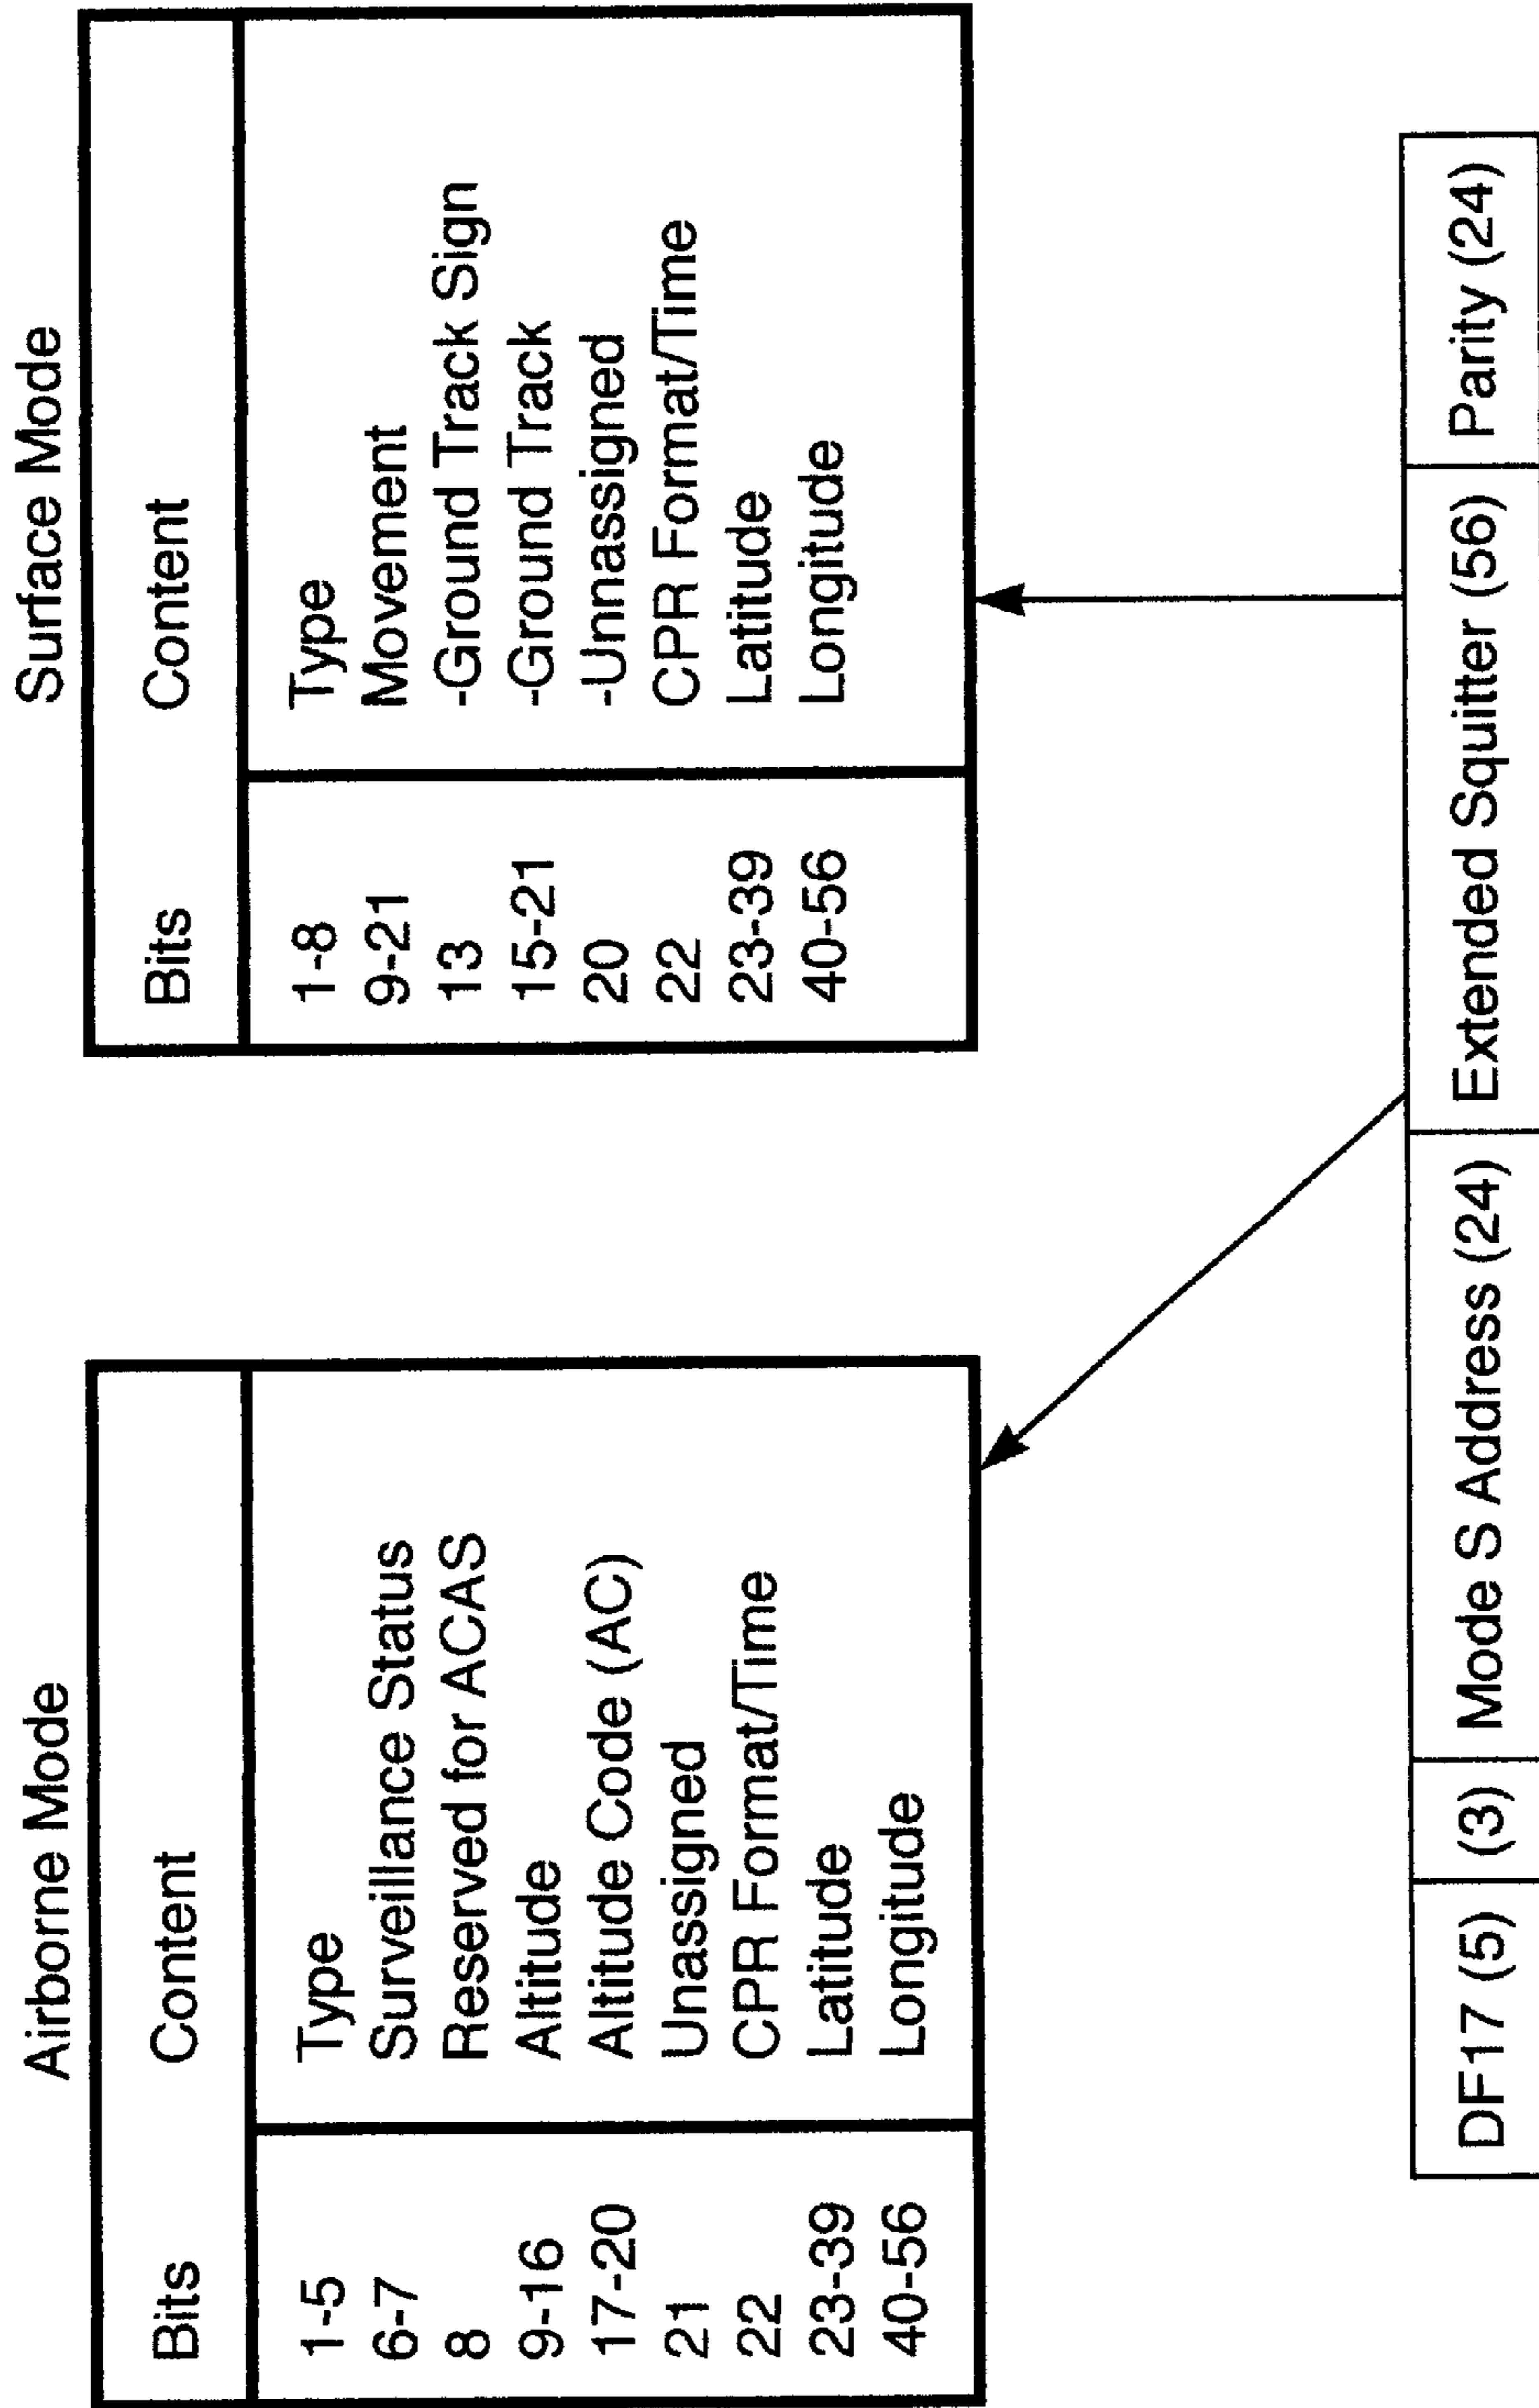 Airborne Mode
Bits Content
1-5 Type
6-7 Surveillance Status
8 Reserved for ACAS
9-16 Altitude
17-20 Altitude Code (AC)
21 Unassigned
22 CPR Format/Time
23-39 Latitude
40-56 Longitude
Surface Mode
Bits Content
1-8 Type
9-21 Movement
13 -Ground Track Sign
15-21 -Ground Track
20 -Unnassigned
22 CPR Format/Time
23-39 Latitude
40-56 Longitude
DF17 (5) (3) Mode S Address (24) Extended Squitter (56) Parity (24)